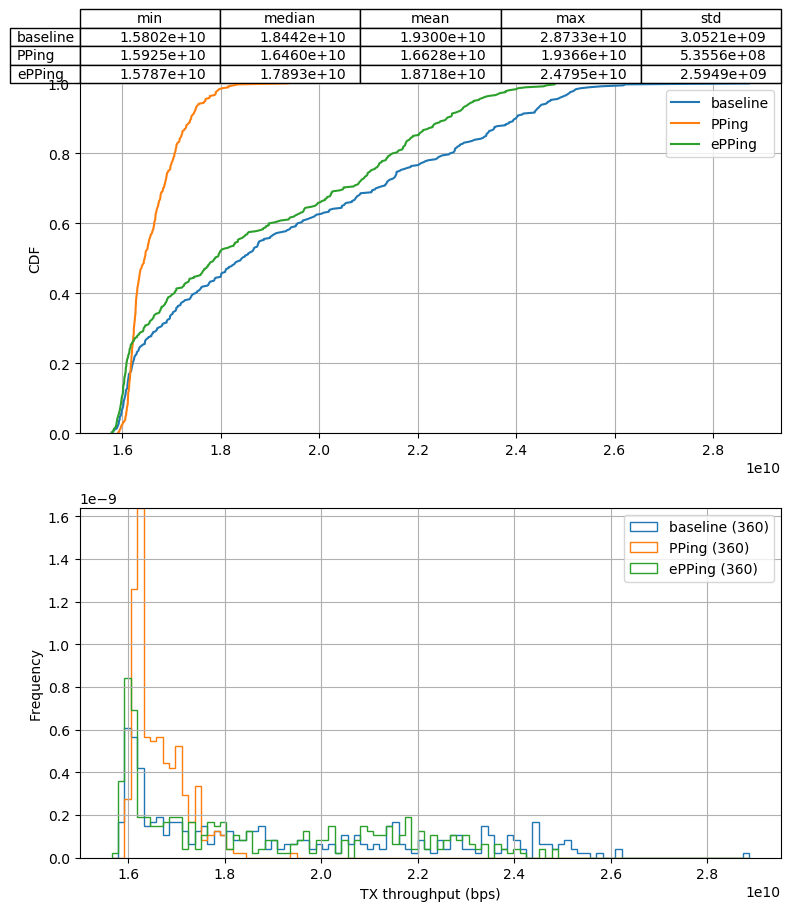 min median mean max std
baseline 1.5802e+10 1.8442e+10 1.9300e+10 2.8733e+10 3.0521e+09
PPing 1.5925e+10 1.6460e+10 1.6628e+10 1.9366e+10 5.3556e+08
ePPing 1.5787e+10 1.7893e+10 1.8718e+10 2.4795e+10 2.5949e+09
1.0
0.8
0.6
0.4
0.2
0.0
CDF
baseline
PPing
ePPing
1.6 1.8 2.0 2.2 2.4 2.6 2.8
1e10
1e−9
1.6
1.4
1.2
1.0
0.8
0.6
0.4
0.2
0.0
Frequency
baseline (360)
PPing (360)
ePPing (360)
1.6 1.8 2.0 2.2 2.4 2.6 2.8
1e10
TX throughput (bps)